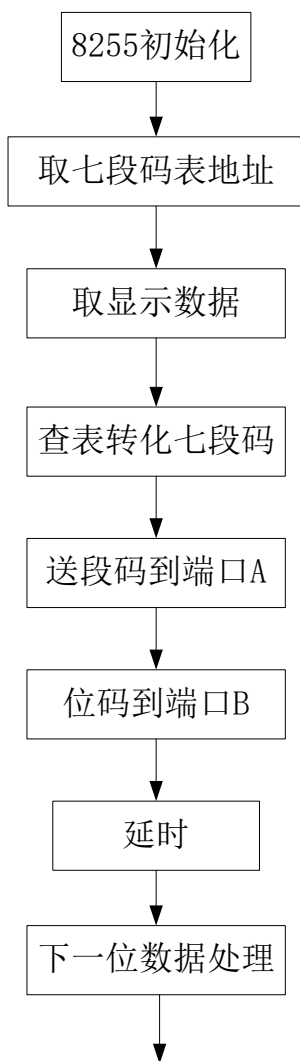 8255初始化
取七段码表地址
取显示数据
查表转化七段码
送段码到端口A
位码到端口B
延时
下一位数据处理